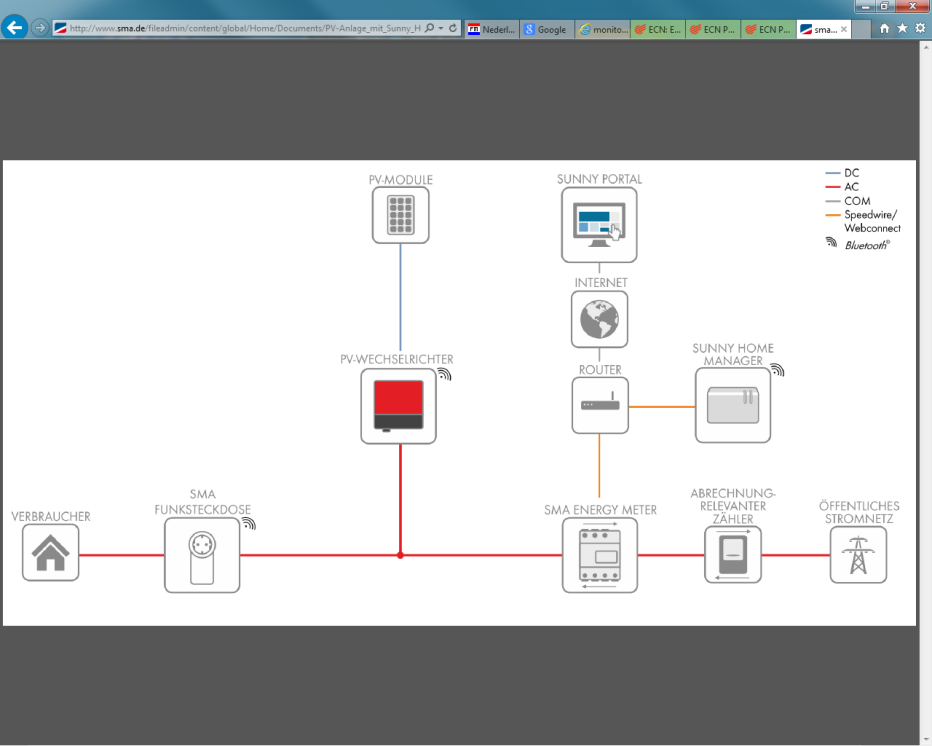 http://www.sma.de/fileadmin/content/global/Home/Documents/PV-Anlage_mit_Sunny_H
Nederl...
Google
monito...
ECN: E...
ECN P...
ECN P...
sma...
PV-MODULE
SUNNY PORTAL
DC
AC
COM
Speedwire/
Webconnect
Bluetooth®
INTERNET
PV-WECHSELRICHTER
ROUTER
SUNNY HOME
MANAGER
VERBRAUCHER
SMA
FUNKSTECKDOSE
SMA ENERGY METER
ABRECHNUNG-
RELEVANTER
ZÄHLER
ÖFFENTLICHES
STROMNETZ